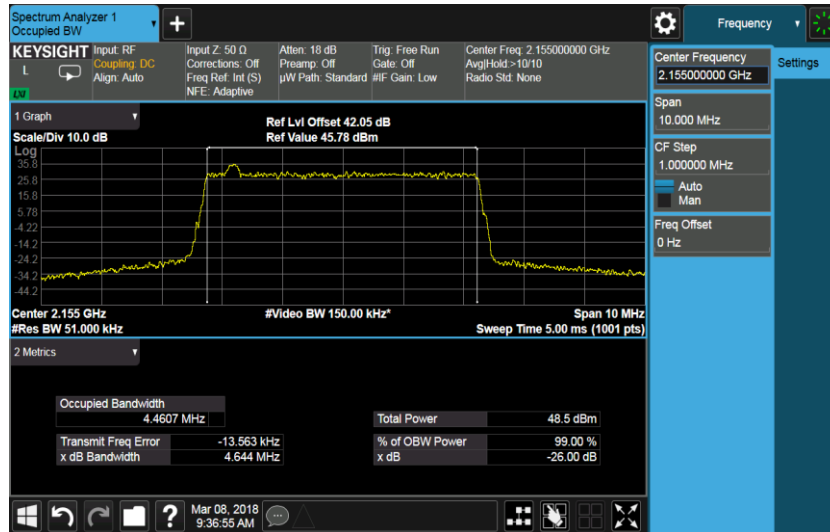 Spectrum Analyzer 1
Occupied BW
Frequency
KEYSIGHT
L
LXI
Input: RF
Coupling: DC
Align: Auto
Input Z: 50 Ω
Corrections: Off
Freq Ref: Int (S)
NFE: Adaptive
Atten: 18 dB
Preamp: Off
µW Path: Standard
Trig: Free Run
Gate: Off
#IF Gain: Low
Center Freq: 2.155000000 GHz
Avg|Hold:>10/10
Radio Std: None
Center Frequency
2.155000000 GHz
Settings
Span
10.000 MHz
CF Step
1.000000 MHz
Auto
Man
Freq Offset
0 Hz
1 Graph
Scale/Div 10.0 dB
Ref Lvl Offset 42.05 dB
Ref Value 45.78 dBm
Log
35.8
25.8
15.8
5.78
-4.22
-14.2
-24.2
-34.2
-44.2
Center 2.155 GHz
#Video BW 150.00 kHz*
Span 10 MHz
#Res BW 51.000 kHz
Sweep Time 5.00 ms (1001 pts)
2 Metrics
Occupied Bandwidth
4.4607 MHz
Total Power 48.5 dBm
Transmit Freq Error -13.563 kHz
% of OBW Power 99.00 %
x dB Bandwidth 4.644 MHz
x dB -26.00 dB
?
Mar 08, 2018
9:36:55 AM